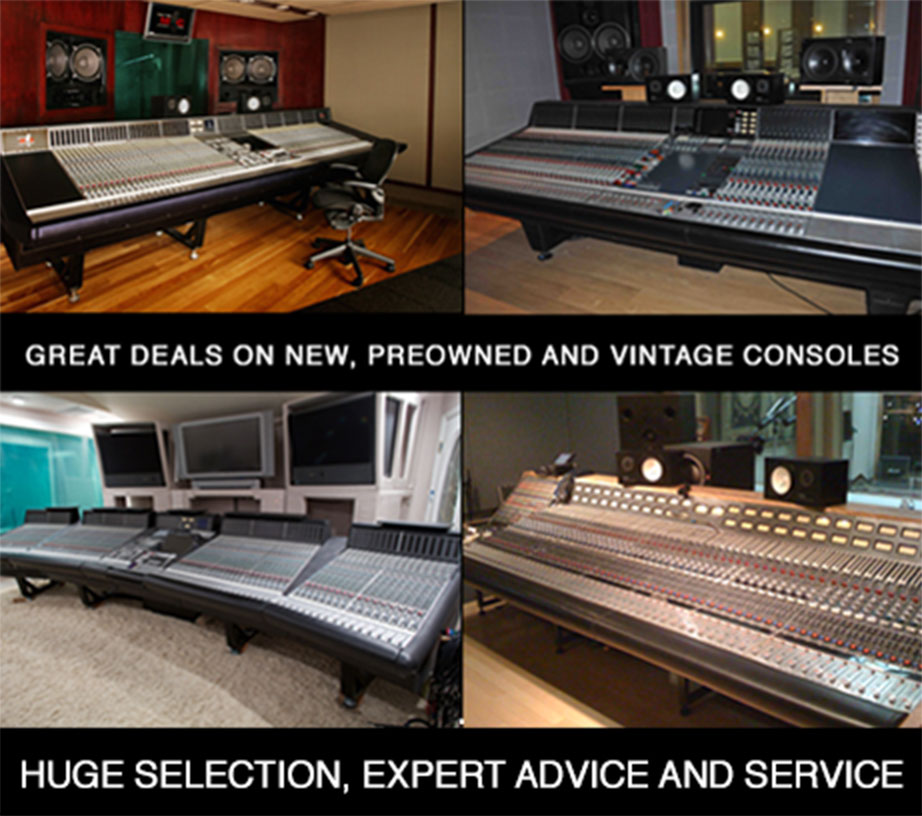 GREAT DEALS ON NEW, PREOWNED AND VINTAGE CONSOLES
HUGE SELECTION, EXPERT ADVICE AND SERVICE